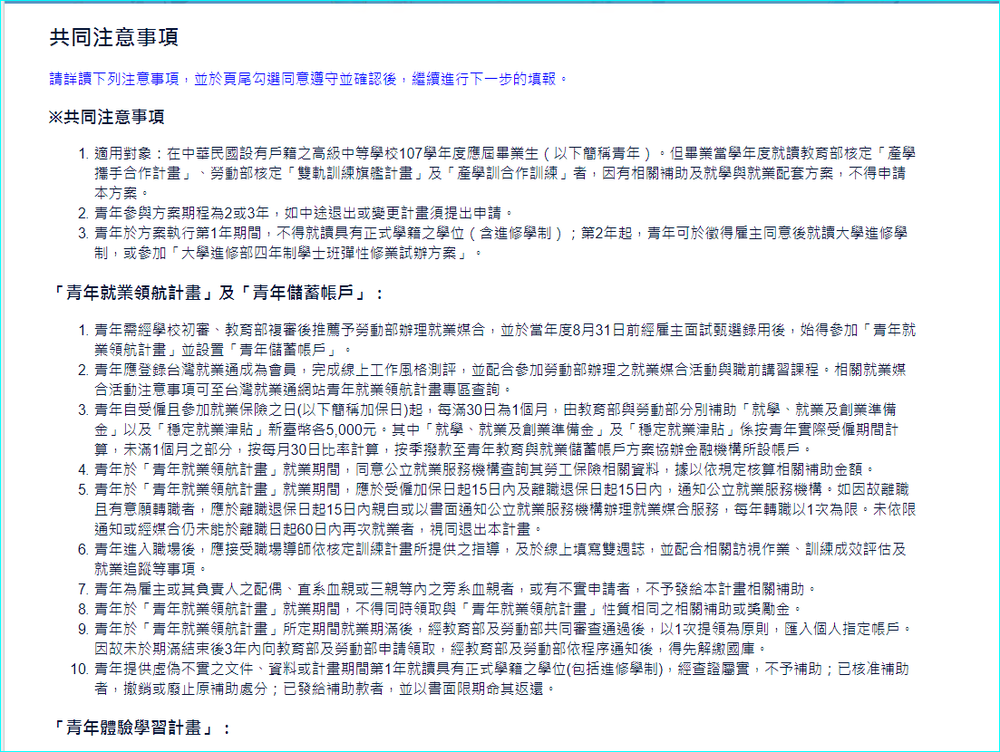 共同注意事項
請詳讀下列注意事項，並於頁尾勾選同意遵守並確認後，繼續進行下一步的填報。
※共同注意事項
1. 適用對象：在中華民國設有戶籍之高級中等學校107學年度應屆畢業生（以下簡稱青年）。但畢業當學年度就讀教育部核定「產學
攜手合作計畫」、勞動部核定「雙軌訓練旗艦計畫」及「產學訓合作訓練」者，因有相關補助及就學與就業配套方案，不得申請
本方案。
2. 青年參與方案期程為2或3年，如中途退出或變更計畫須提出申請。
3. 青年於方案執行第1年期間，不得就讀具有正式學籍之學位（含進修學制）；第2年起，青年可於徵得雇主同意後就讀大學進修學
制，或參加「大學進修部四年制學士班彈性修業試辦方案」。
「青年就業領航計畫」及「青年儲蓄帳戶」：
1. 青年需經學校初審、教育部複審後推薦予勞動部辦理就業媒合，並於當年度8月31日前經雇主面試甄選錄用後，始得參加「青年就
業領航計畫」並設置「青年儲蓄帳戶」。
2. 青年應登錄台灣就業通成為會員，完成線上工作風格測評，並配合參加勞動部辦理之就業媒合活動與職前講習課程。相關就業媒
合活動注意事項可至台灣就業通網站青年就業領航計畫專區查詢。
3. 青年自受僱且參加就業保險之日(以下簡稱加保日)起，每滿30日為1個月，由教育部與勞動部分別補助「就學、就業及創業準備
金」以及「穩定就業津貼」新臺幣各5,000元。其中「就學、就業及創業準備金」及「穩定就業津貼」係按青年實際受僱期間計
算，未滿1個月之部分，按每月30日比率計算，按季撥款至青年教育與就業儲蓄帳戶方案協辦金融機構所設帳戶。
4. 青年於「青年就業領航計畫」就業期間，同意公立就業服務機構查詢其勞工保險相關資料，據以依規定核算相關補助金額。
5. 青年於「青年就業領航計畫」就業期間，應於受僱加保日起15日內及離職退保日起15日內，通知公立就業服務機構。如因故離職
且有意願轉職者，應於離職退保日起15日內親自或以書面通知公立就業服務機構辦理就業媒合服務，每年轉職以1次為限。未依限
通知或經媒合仍未能於離職日起60日內再次就業者，視同退出本計畫。
6. 青年進入職場後，應接受職場導師依核定訓練計畫所提供之指導，及於線上填寫雙週誌，並配合相關訪視作業、訓練成效評估及
就業追蹤等事項。
7. 青年為雇主或其負責人之配偶、直系血親或三親等內之旁系血親者，或有不實申請者，不予發給本計畫相關補助。
8. 青年於「青年就業領航計畫」就業期間，不得同時領取與「青年就業領航計畫」性質相同之相關補助或獎勵金。
9. 青年於「青年就業領航計畫」所定期間就業期滿後，經教育部及勞動部共同審查通過後，以1次提領為原則，匯入個人指定帳戶。
因故未於期滿結束後3年內向教育部及勞動部申請領取，經教育部及勞動部依程序通知後，得先解繳國庫。
10. 青年提供虛偽不實之文件、資料或計畫期間第1年就讀具有正式學籍之學位(包括進修學制)，經查證屬實，不予補助；已核准補助
者，撤銷或廢止原補助處分；已發給補助款者，並以書面限期命其返還。
「青年體驗學習計畫」：